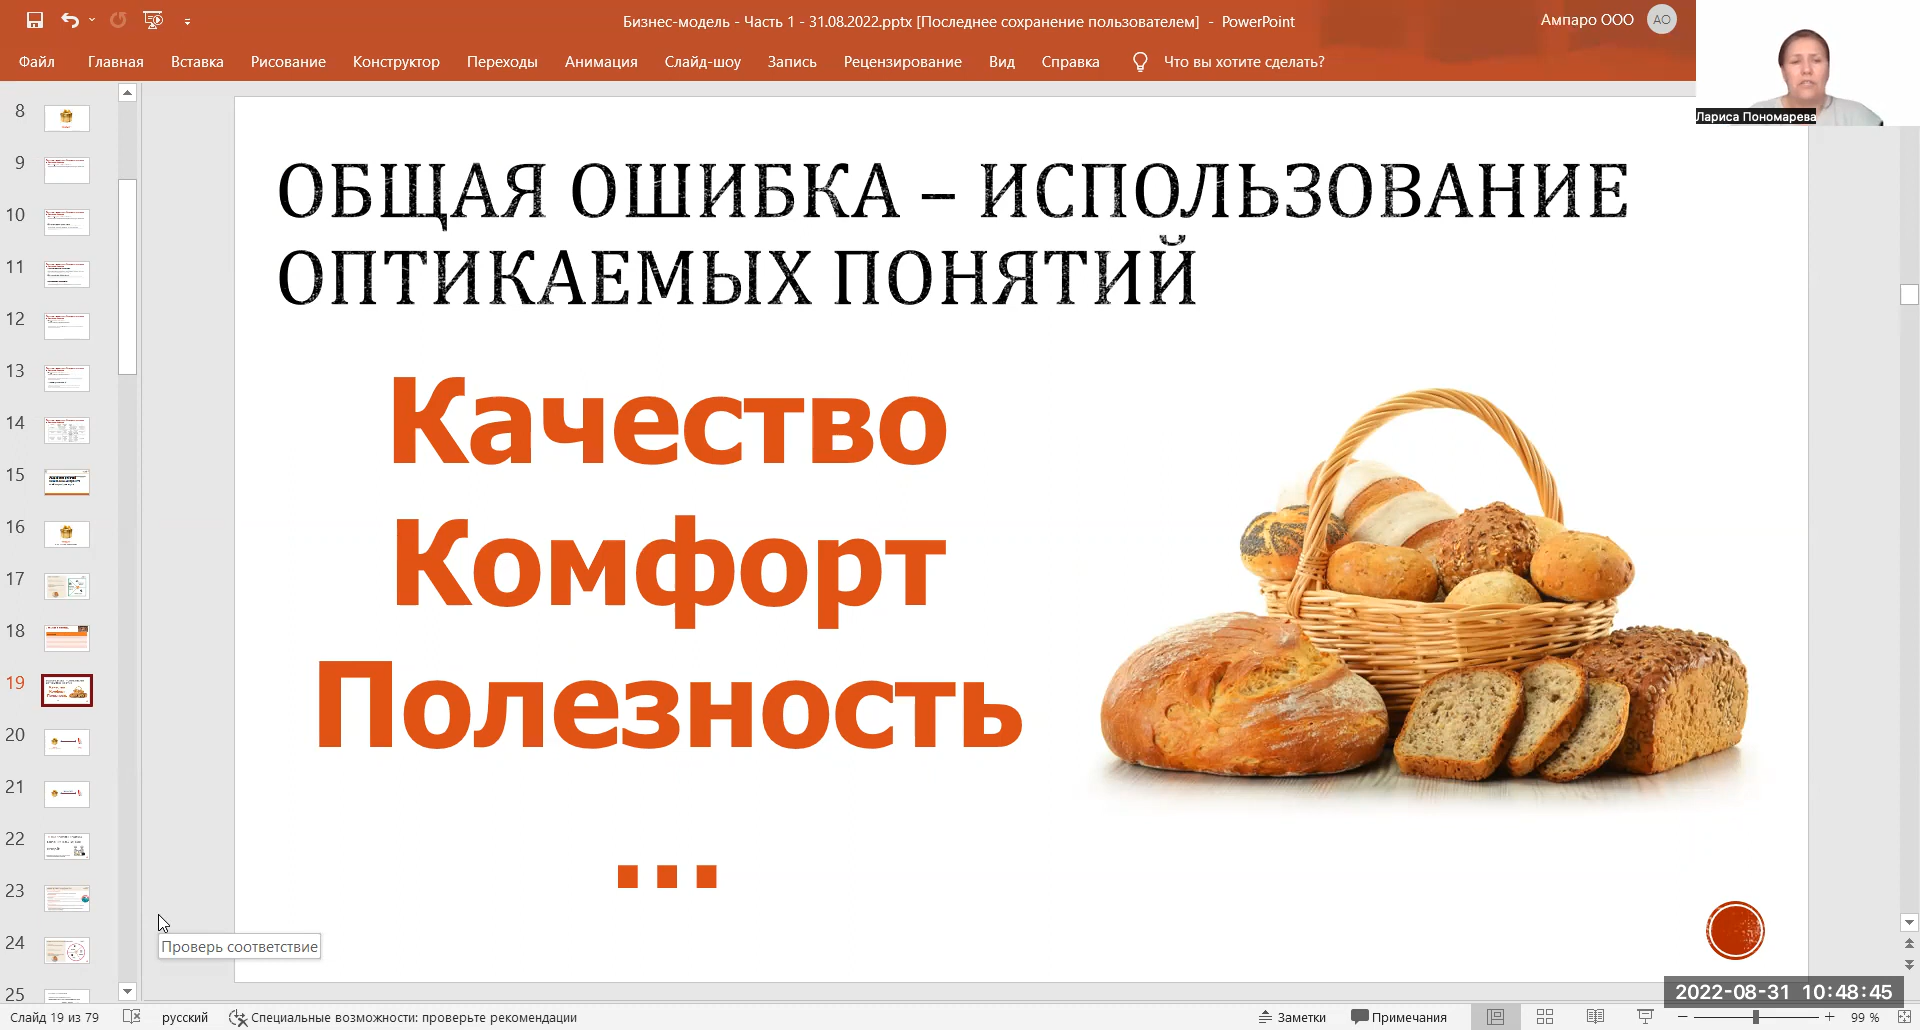 Бизнес-модель - Часть 1 - 31.08.2022.pptx [Последнее сохранение пользователем] - PowerPoint
Ампаро ООО
АО
Файл
Главная
Вставка
Рисование
Конструктор
Переходы
Анимация
Слайд-шоу
Запись
Рецензирование
Вид
Справка
Что вы хотите сделать?
Лариса Пономарева
8
9
10
11
12
13
14
15
16
17
18
19
20
21
22
23
24
25
ОБЩАЯ ОШИБКА – ИСПОЛЬЗОВАНИЕ
ОПТИКАЕМЫХ ПОНЯТИЙ
Качество
Комфорт
Полезность
...
Проверь соответствие
2022-08-31 10:48:45
Слайд 19 из 79
русский
Специальные возможности: проверьте рекомендации
Заметки
Примечания
99 %